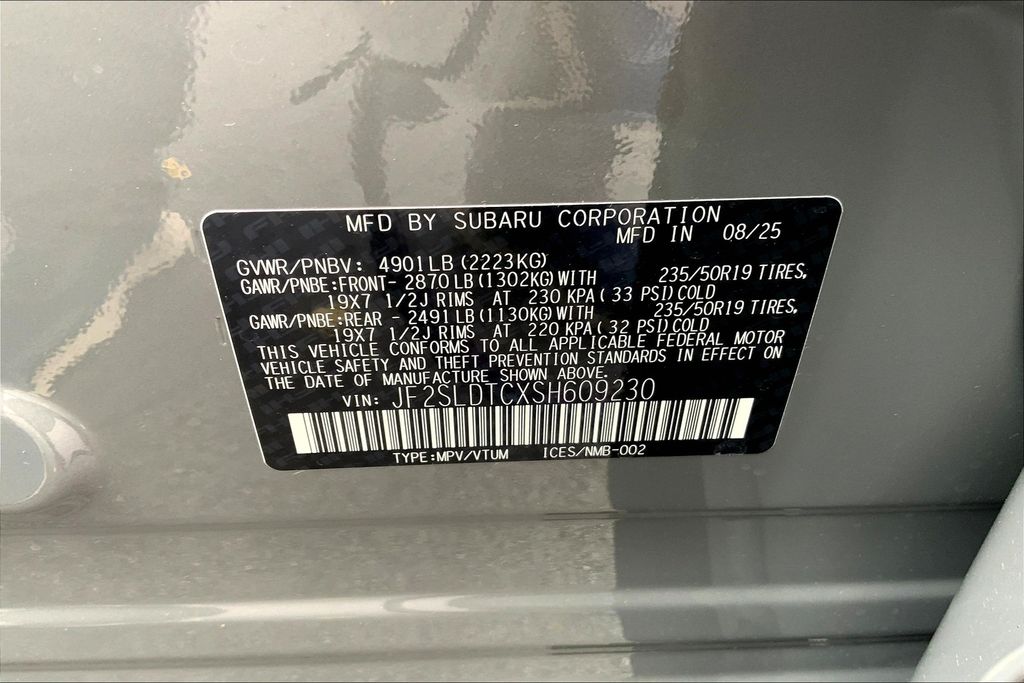 MFD BY SUBARU CORPORATION
MFD IN 08/25
GVWR/PNBV: 4901LB (2223KG)
GAWR/PNBE:FRONT- 2870LB (1302KG) WITH 235/50R19 TIRES,
19X7 1/2J RIMS AT 230 KPA( 33 PSI) COLD
GAWR/PNBE:REAR - 2491LB (1130KG) WITH 235/50R19 TIRES,
19X7 1/2J RIMS AT 220 KPA( 32 PSI) COLD
THIS VEHICLE CONFORMS TO ALL APPLICABLE FEDERAL MOTOR
VEHICLE SAFETY AND THEFT PREVENTION STANDARDS IN EFFECT ON
THE DATE OF MANUFACTURE SHOWN ABOVE.
VIN: JF2SLDTCXSH609230
TYPE:MPV/VTUM ICES/NMB-002